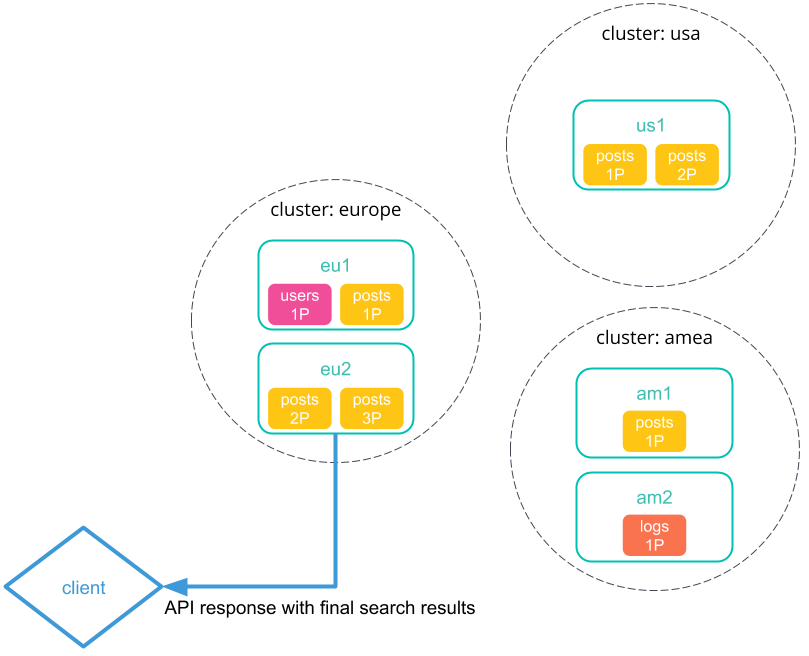 cluster: usa
us1
posts
1P
posts
2P
cluster: europe
eu1
users
1P
posts
1P
eu2
posts
2P
posts
3P
cluster: amea
am1
posts
1P
am2
logs
1P
client
API response with final search results